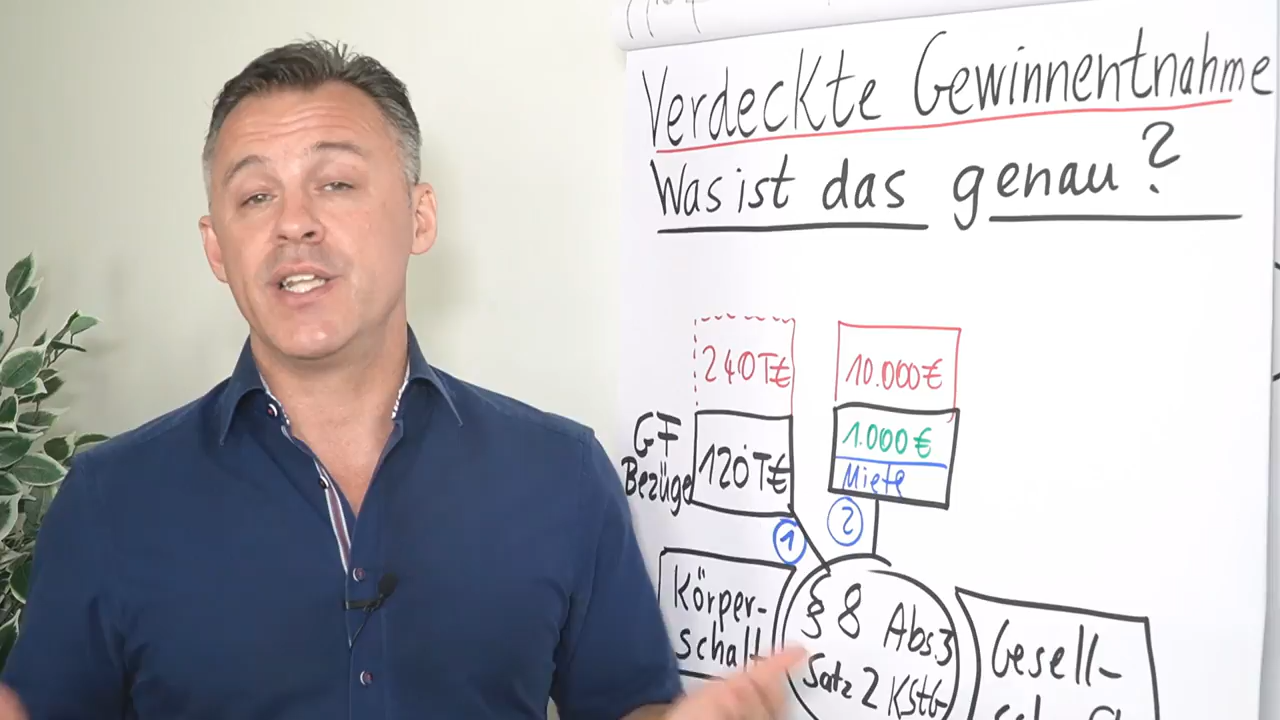 Verdeckte Gewinnentnahme
Was ist das genau?
240T€
10.000€
GF
Bezüge
120T€
1.000€
Miete
1
2
Körper-
schaft
§ 8 Abs.3
Satz 2 KStG
Gesell-